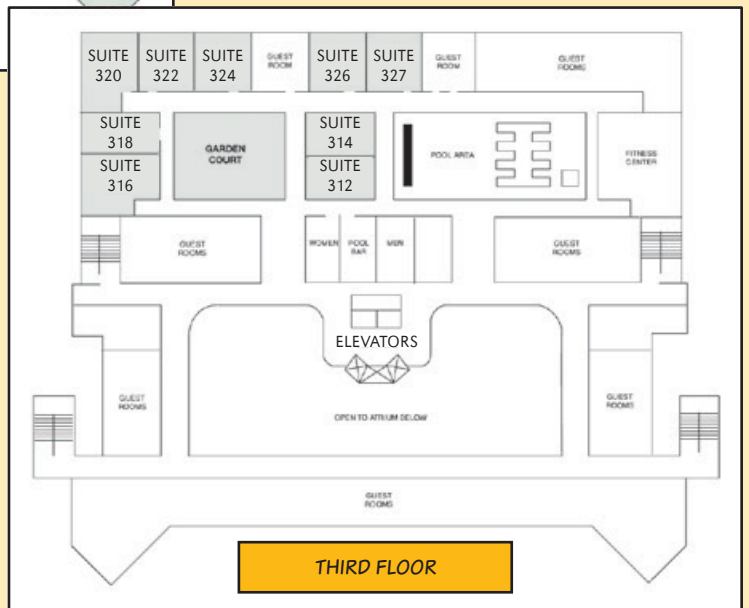 SUITE
320
SUITE
322
SUITE
324
GUEST
ROOM
SUITE
326
SUITE
327
GUEST
ROOM
GUEST
ROOMS
SUITE
318
SUITE
316
GARDEN
COURT
SUITE
314
SUITE
312
POOL AREA
FITNESS
CENTER
GUEST
ROOMS
WOMEN
POOL
BAR
MEN
GUEST
ROOMS
ELEVATORS
GUEST
ROOMS
OPEN TO ATRIUM BELOW
GUEST
ROOMS
GUEST
ROOMS
THIRD FLOOR